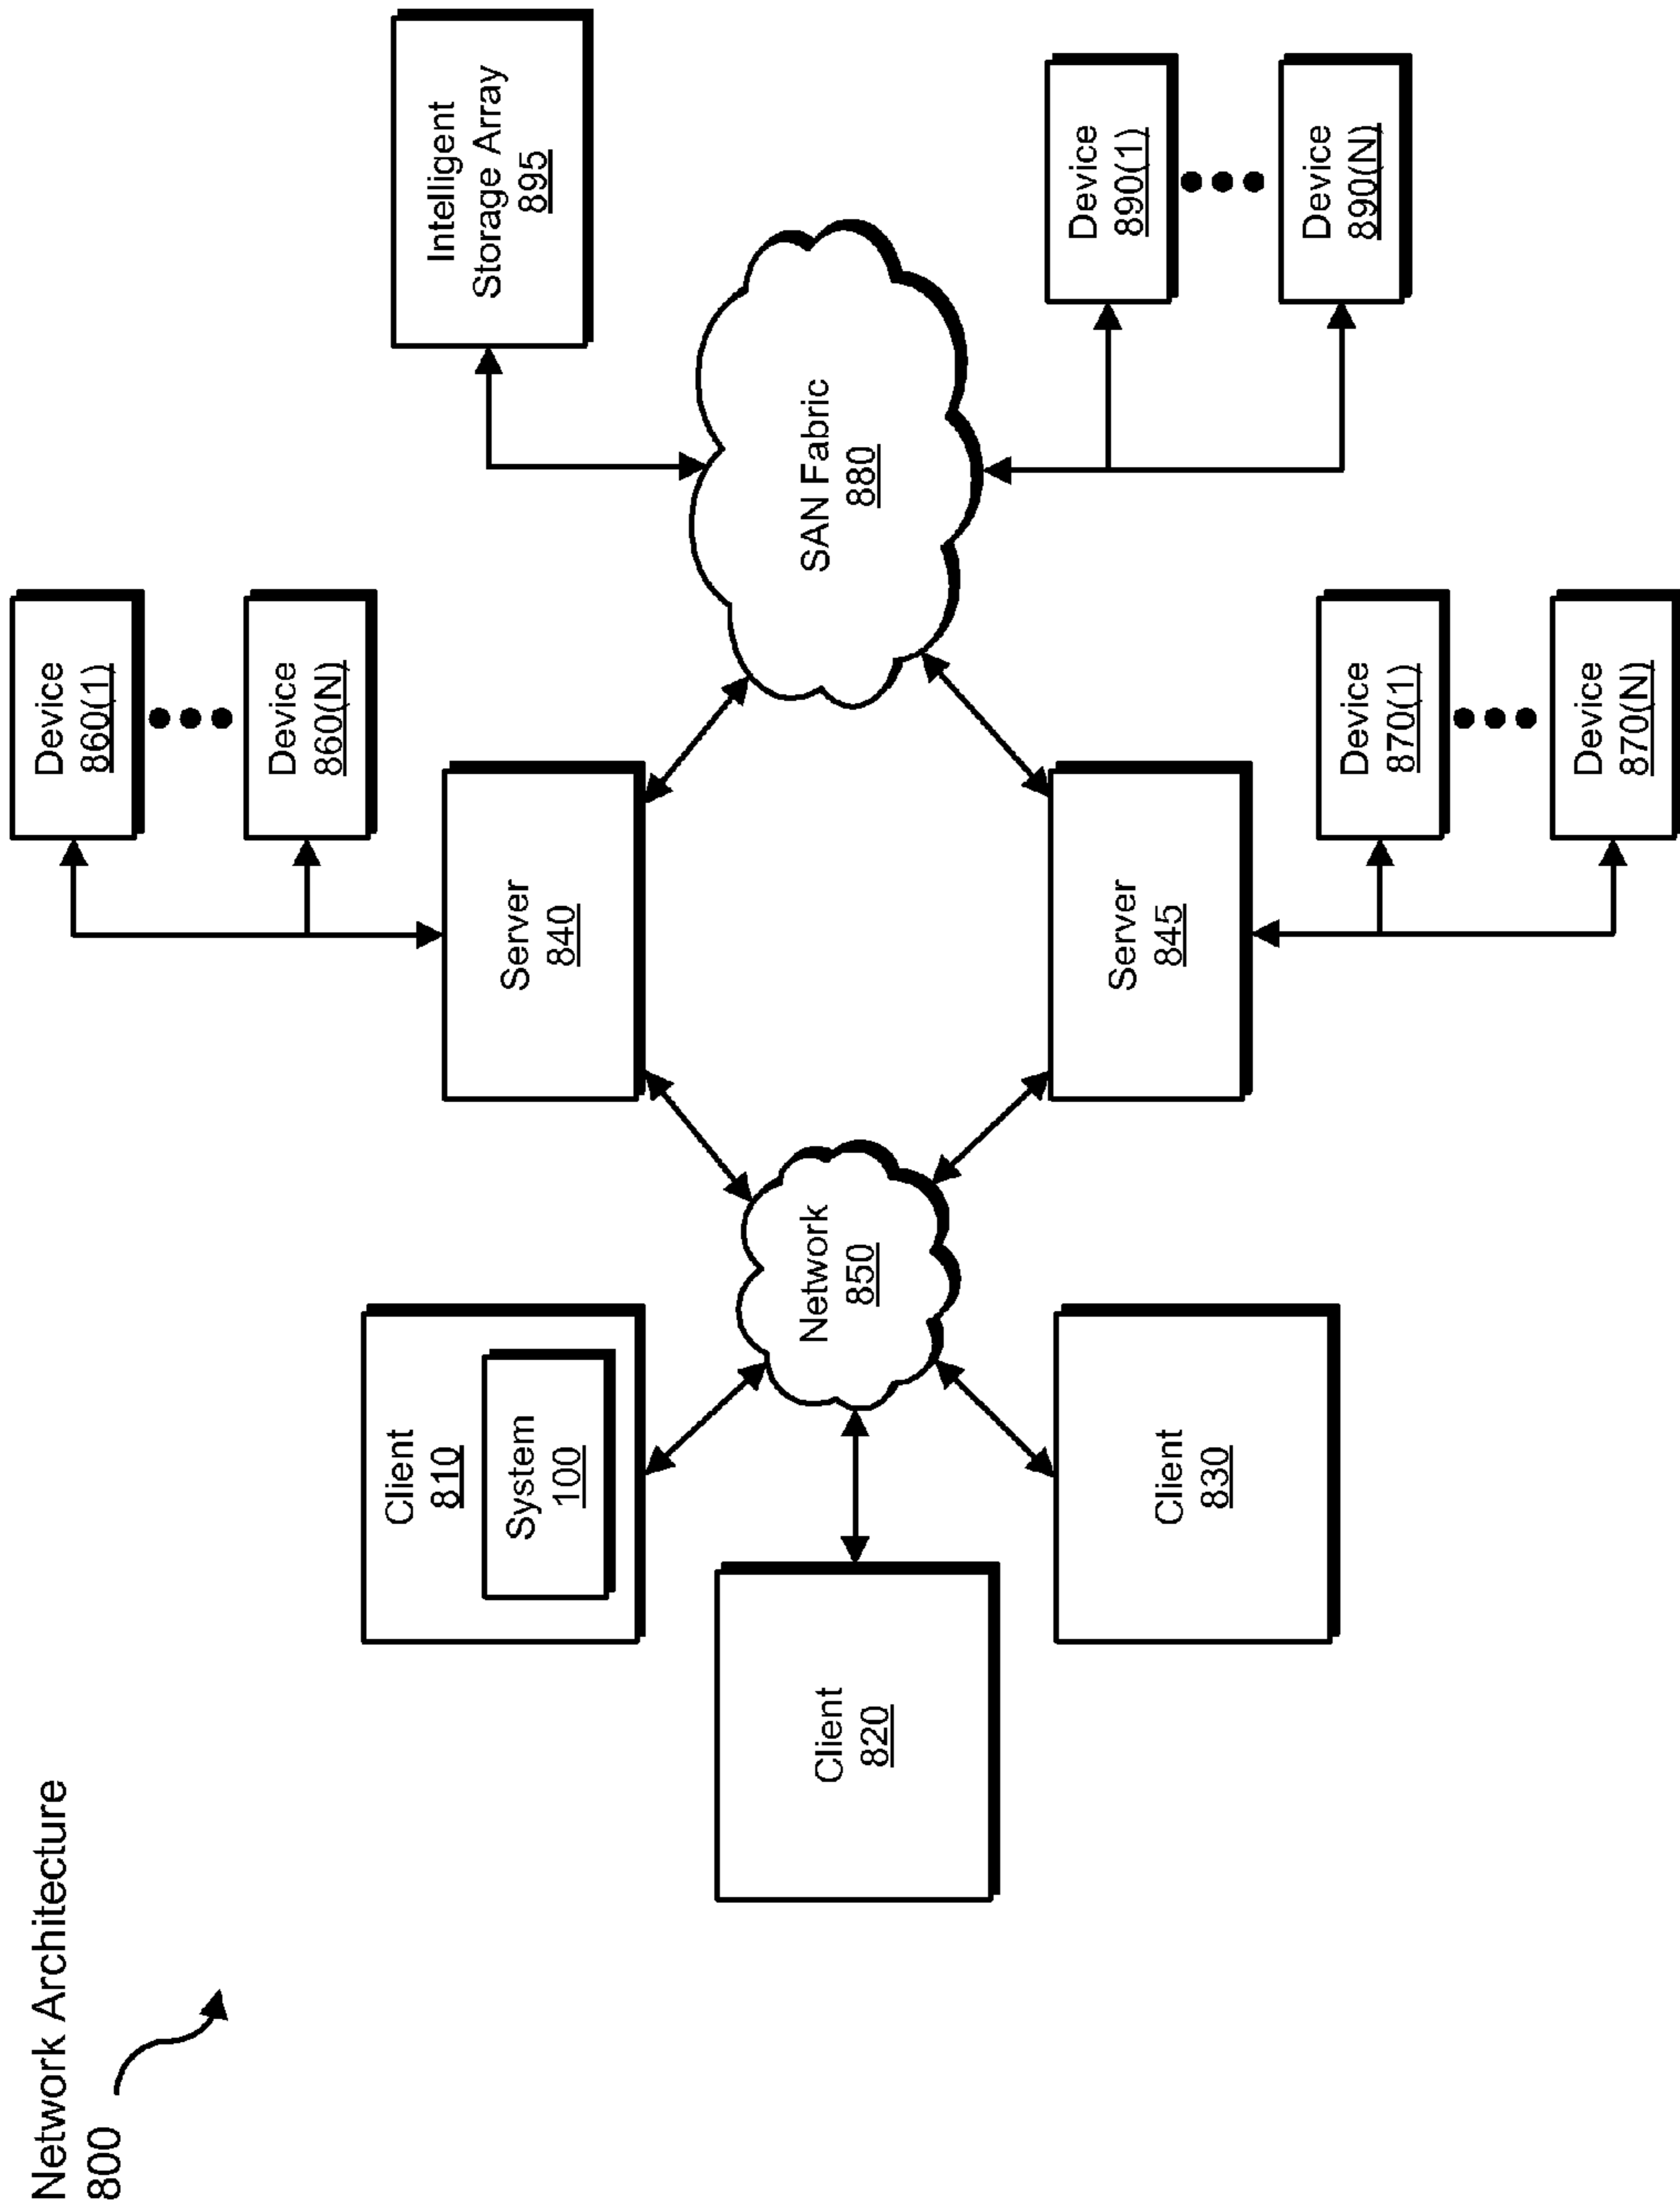 Network Architecture
800
Client
810
System
100
Client
820
Client
830
Network
850
Server
840
Server
845
Device
860(1)
Device
860(N)
Device
870(1)
Device
870(N)
SAN Fabric
880
Intelligent
Storage Array
895
Device
890(1)
Device
890(N)